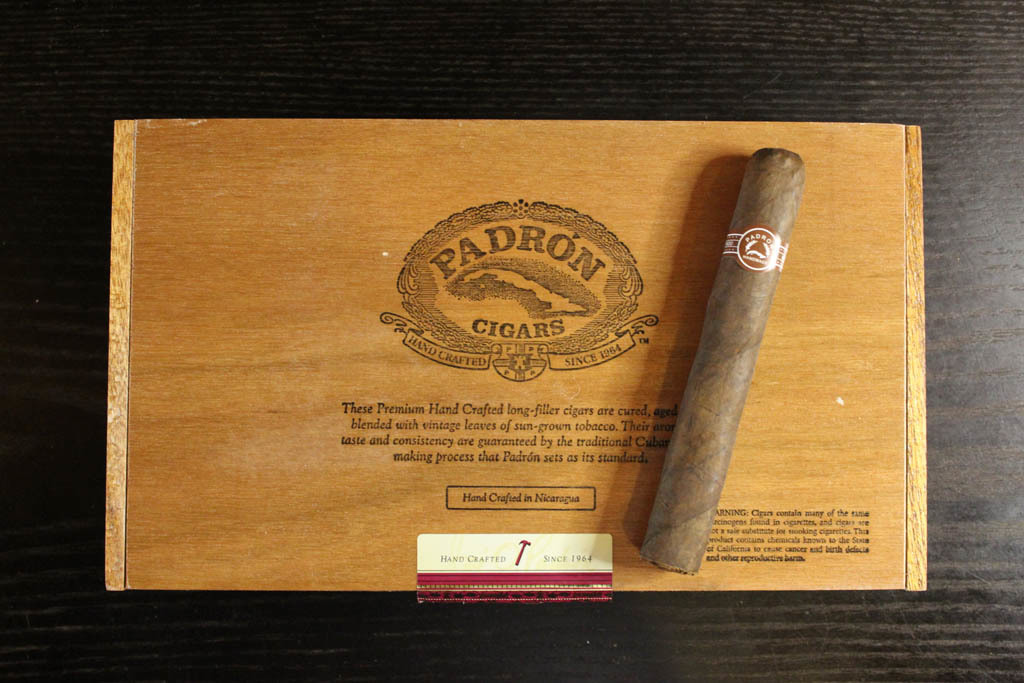 PADRÓN
CIGARS
HAND CRAFTED
SINCE 1964
TM
PADRÓN
These Premium Hand Crafted long-filler cigars are cured, aged
blended with vintage leaves of sun-grown tobacco. Their
taste and consistency are guaranteed by the traditional
making process that Padrón sets as its standard.
Hand Crafted in Nicaragua
HAND CRAFTED SINCE 1964
ARNING: Cigars contain many of the same
rcinogens found in cigarettes, and cigars are
ot a safe substitute for smoking cigarettes. This
product contains chemicals known to the State
of California to cause cancer and birth defects
and other reproductive harm.